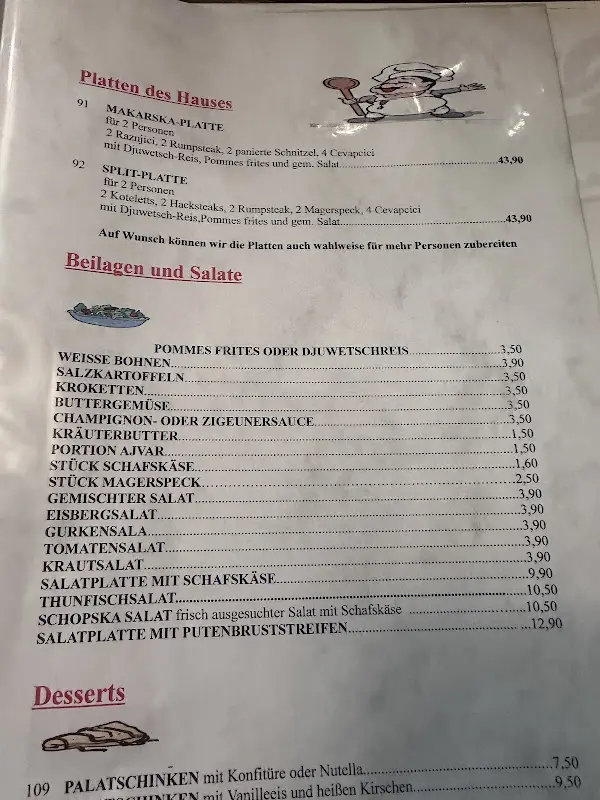 Platten des Hauses
91 MAKARSKA-PLATTE
für 2 Personen
2 Raznjici, 2 Rumpsteak, 2 panierte Schnitzel, 4 Cevapcici
mit Djuwetsch-Reis, Pommes frites und gem. Salat....43,90
92 SPLIT-PLATTE
für 2 Personen
2 Koteletts, 2 Hacksteaks, 2 Rumpsteak, 2 Magerspeck, 4 Cevapcici
mit Djuwetsch-Reis,Pommes frites und gem. Salat....43,90
Auf Wunsch können wir die Platten auch wahlweise für mehr Personen zubereiten
Beilagen und Salate
POMMES FRITES ODER DJUWETSCHREIS....3,50
WEISSE BOHNEN....3,90
SALZKARTOFFELN....3,50
KROKETTEN....3,50
BUTTERGEMÜSE....3,50
CHAMPIGNON- ODER ZIGEUNERSAUCE....3,50
KRÄUTERBUTTER....1,50
PORTION AJVAR....1,50
STÜCK SCHAFSKÄSE....1,60
STÜCK MAGERSPECK....2,50
GEMISCHTER SALAT....3,90
EISBERGSALAT....3,90
GURKENSALA....3,90
TOMATENSALAT....3,90
KRAUTSALAT....3,90
SALATPLATTE MIT SCHAFSKÄSE....9,90
THUNFISCHSALAT....10,50
SCHOPSKA SALAT frisch ausgesuchter Salat mit Schafskäse ....10,50
SALATPLATTE MIT PUTENBRUSTSTREIFEN....12,90
Desserts
109 PALATSCHINKEN mit Konfitüre oder Nutella....7,50
PALATSCHINKEN mit Vanilleeis und heißen Kirschen....9,50